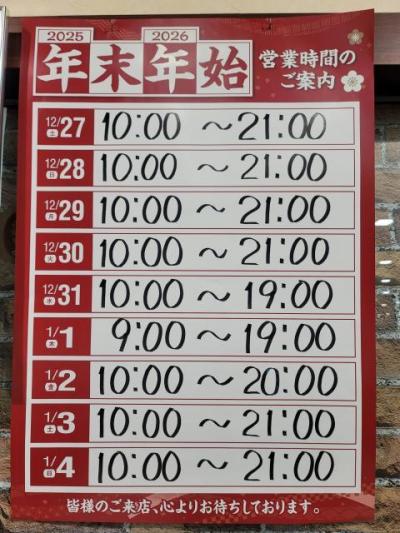 2025 2026
年末年始 営業時間の
ご案内
12/27 土 10:00 ～21:00
12/28 日 10:00 ～ 21:00
12/29 月 10:00 ～ 21:00
12/30 火 10:00 ～ 21:00
12/31 水 10:00 ～ 19:00
1/1 木 9:00 ～ 19:00
1/2 金 10:00 ～ 20:00
1/3 土 10:00 ～ 21:00
1/4 日 10:00 ～ 21:00
皆様のご来店、心よりお待ちしております。